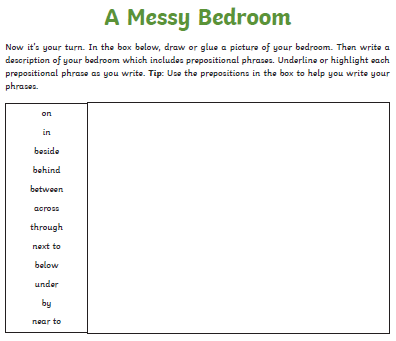 A Messy Bedroom
Now it's your turn. In the box below, draw or glue a picture of your bedroom. Then write a
description of your bedroom which includes prepositional phrases. Underline or highlight each
prepositional phrase as you write. Tip: Use the prepositions in the box to help you write your
phrases.
on
in
beside
behind
between
across
through
next to
below
under
by
near to